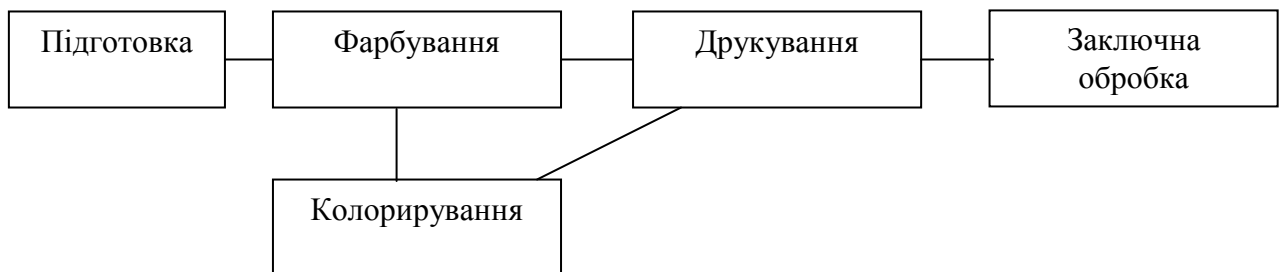 Підготовка
Фарбування
Друкування
Заключна
обробка
Колорирування